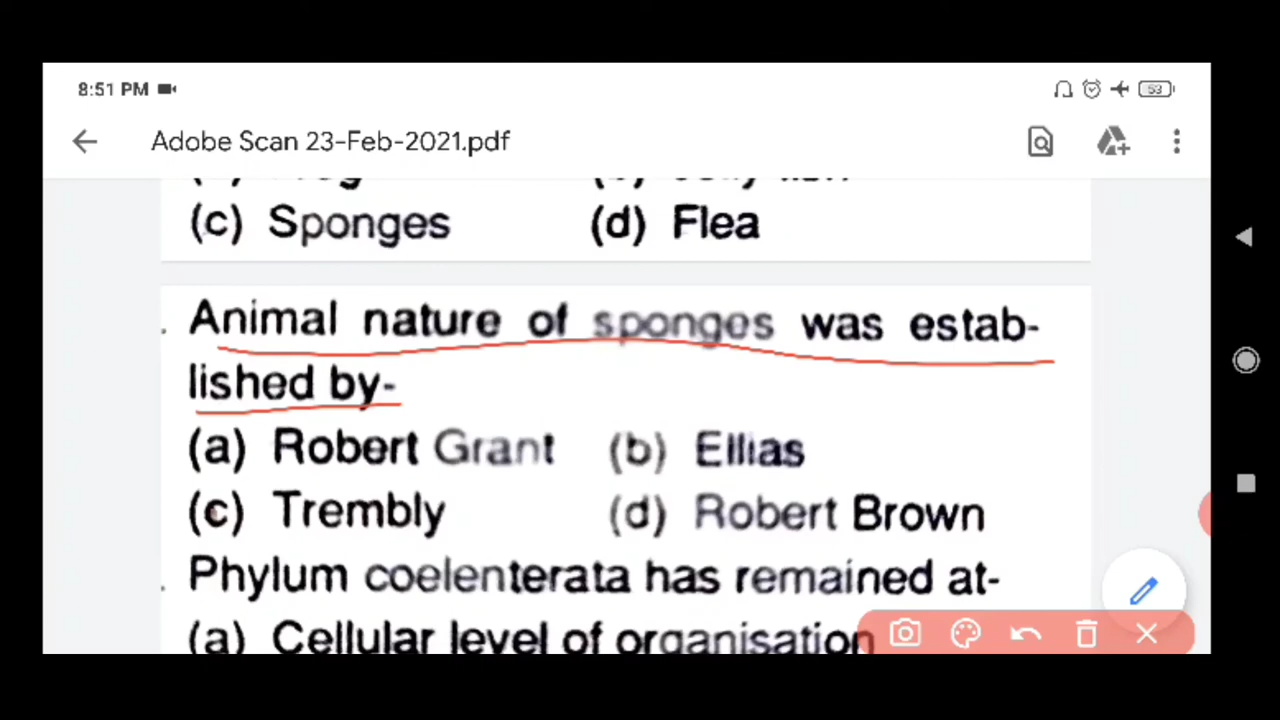 8:51 PM
53
Adobe Scan 23-Feb-2021.pdf
(c) Sponges (d) Flea
. Animal nature of sponges was estab-
lished by-
(a) Robert Grant (b) Ellias
(c) Trembly (d) Robert Brown
. Phylum coelenterata has remained at-
(a) Cellular level of organisation